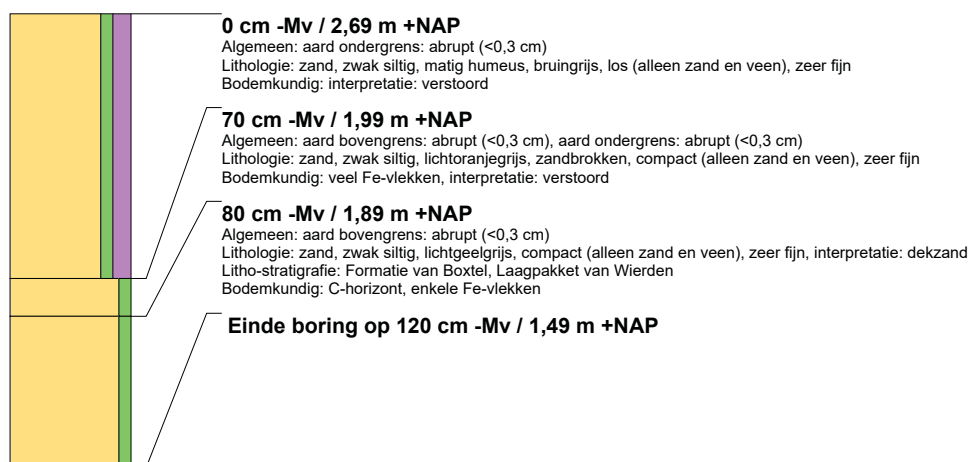 0 cm -Mv / 2,69 m +NAP
Algemeen: aard ondergrens: abrupt (<0,3 cm)
Lithologie: zand, zwak siltig, matig humeus, bruingrijs, los (alleen zand en veen), zeer fijn
Bodemkundig: interpretatie: verstoord
70 cm -Mv / 1,99 m +NAP
Algemeen: aard bovengrens: abrupt (<0,3 cm), aard ondergrens: abrupt (<0,3 cm)
Lithologie: zand, zwak siltig, lichtoranjegrijs, zandbrokken, compact (alleen zand en veen), zeer fijn
Bodemkundig: veel Fe-vlekken, interpretatie: verstoord
80 cm -Mv / 1,89 m +NAP
Algemeen: aard bovengrens: abrupt (<0,3 cm)
Lithologie: zand, zwak siltig, lichtgeelgrijs, compact (alleen zand en veen), zeer fijn, interpretatie: dekzand
Litho-stratigrafie: Formatie van Boxtel, Laagpakket van Wierden
Bodemkundig: C-horizont, enkele Fe-vlekken
Einde boring op 120 cm -Mv / 1,49 m +NAP